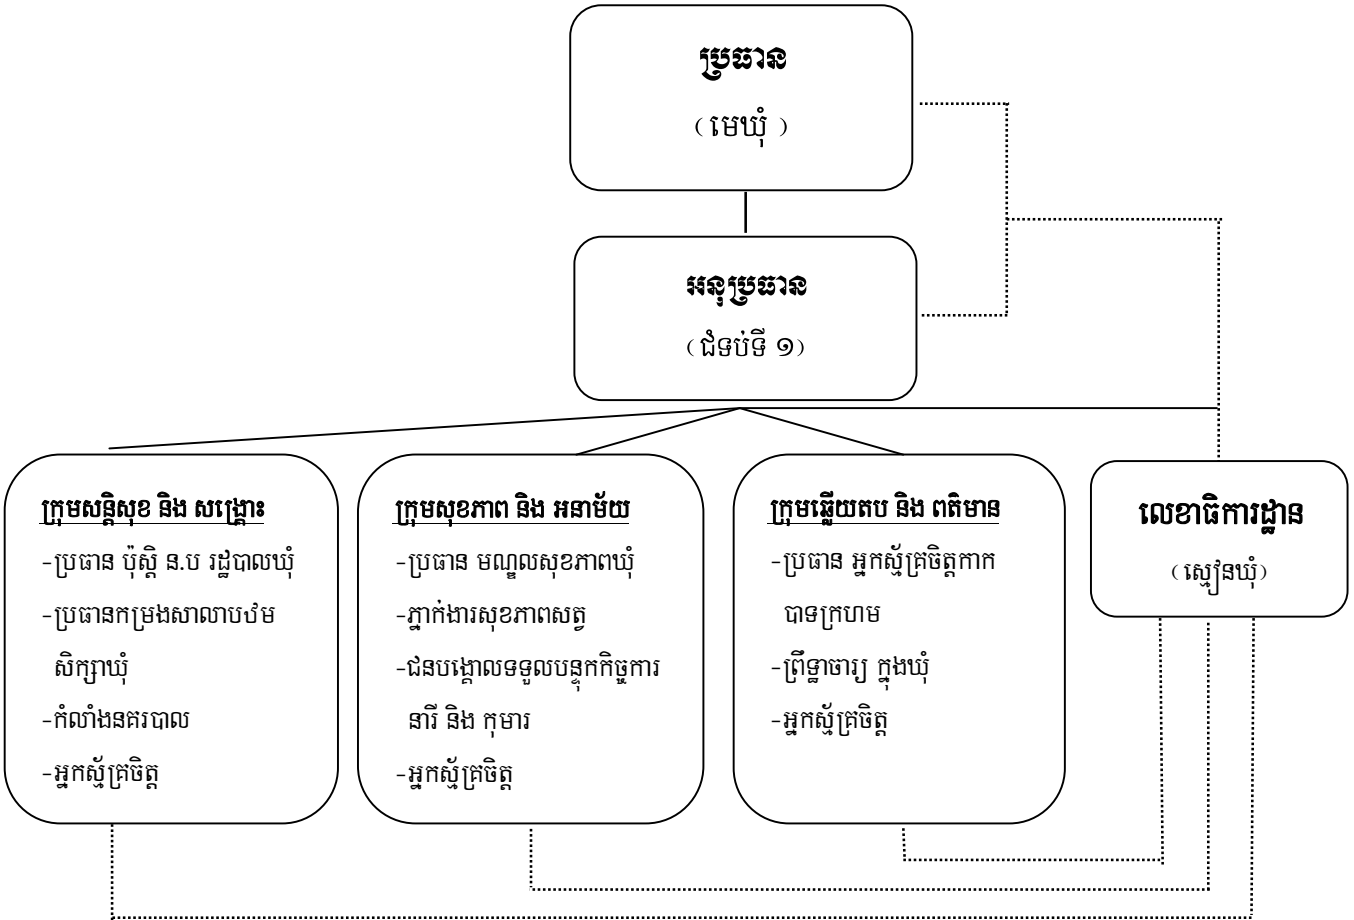 ប្រធាន
( មេឃុំ )
អនុប្រធាន
( ជំទប់ទី ១)
ក្រុមសន្តិសុខ និង សង្គ្រោះ
-ប្រធាន ប៉ុស្តិ ន.ប រដ្ឋបាលឃុំ
-ប្រធានកម្រងសាលាបឋម
សិក្សាឃុំ
-កំលាំងនគរបាល
-អ្នកស្ម័គ្រចិត្ត
ក្រុមសុខភាព និង អនាម័យ
-ប្រធាន មណ្ឌលសុខភាពឃុំ
-ភ្នាក់ងារសុខភាពសត្វ
-ជនបង្គោលទទួលបន្ទុកកិច្ចការ
នារី និង កុមារ
-អ្នកស្ម័គ្រចិត្ត
ក្រុមឆ្លើយតប និង ពត៌មាន
-ប្រធាន អ្នកស្ម័គ្រចិត្តកាក
បាទក្រហម
-ព្រឹទ្ធាចារ្យ ក្នុងឃុំ
-អ្នកស្ម័គ្រចិត្ត
លេខាធិការដ្ឋាន
( ស្មៀនឃុំ)